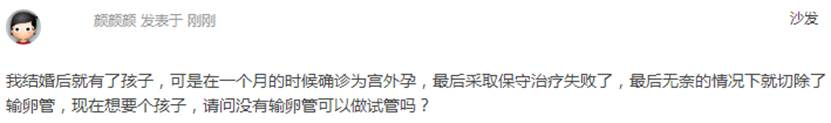 颜颜颜 发表于 刚刚 沙发
我结婚后就有了孩子，可是在一个月的时候确诊为宫外孕，最后采取保守治疗失败了，最后无奈的情况下就切除了
输卵管，现在想要个孩子，请问没有输卵管可以做试管吗？